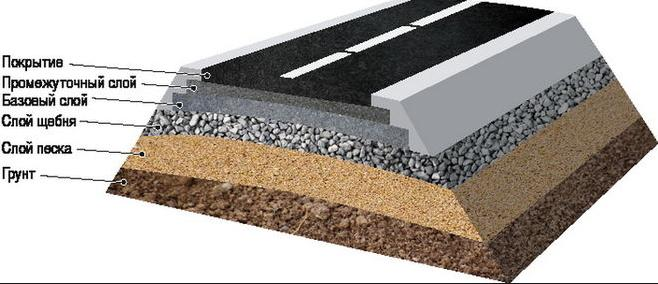 Покрытие
Промежуточный слой
Базовый слой
Слой щебня
Слой песка
Грунт